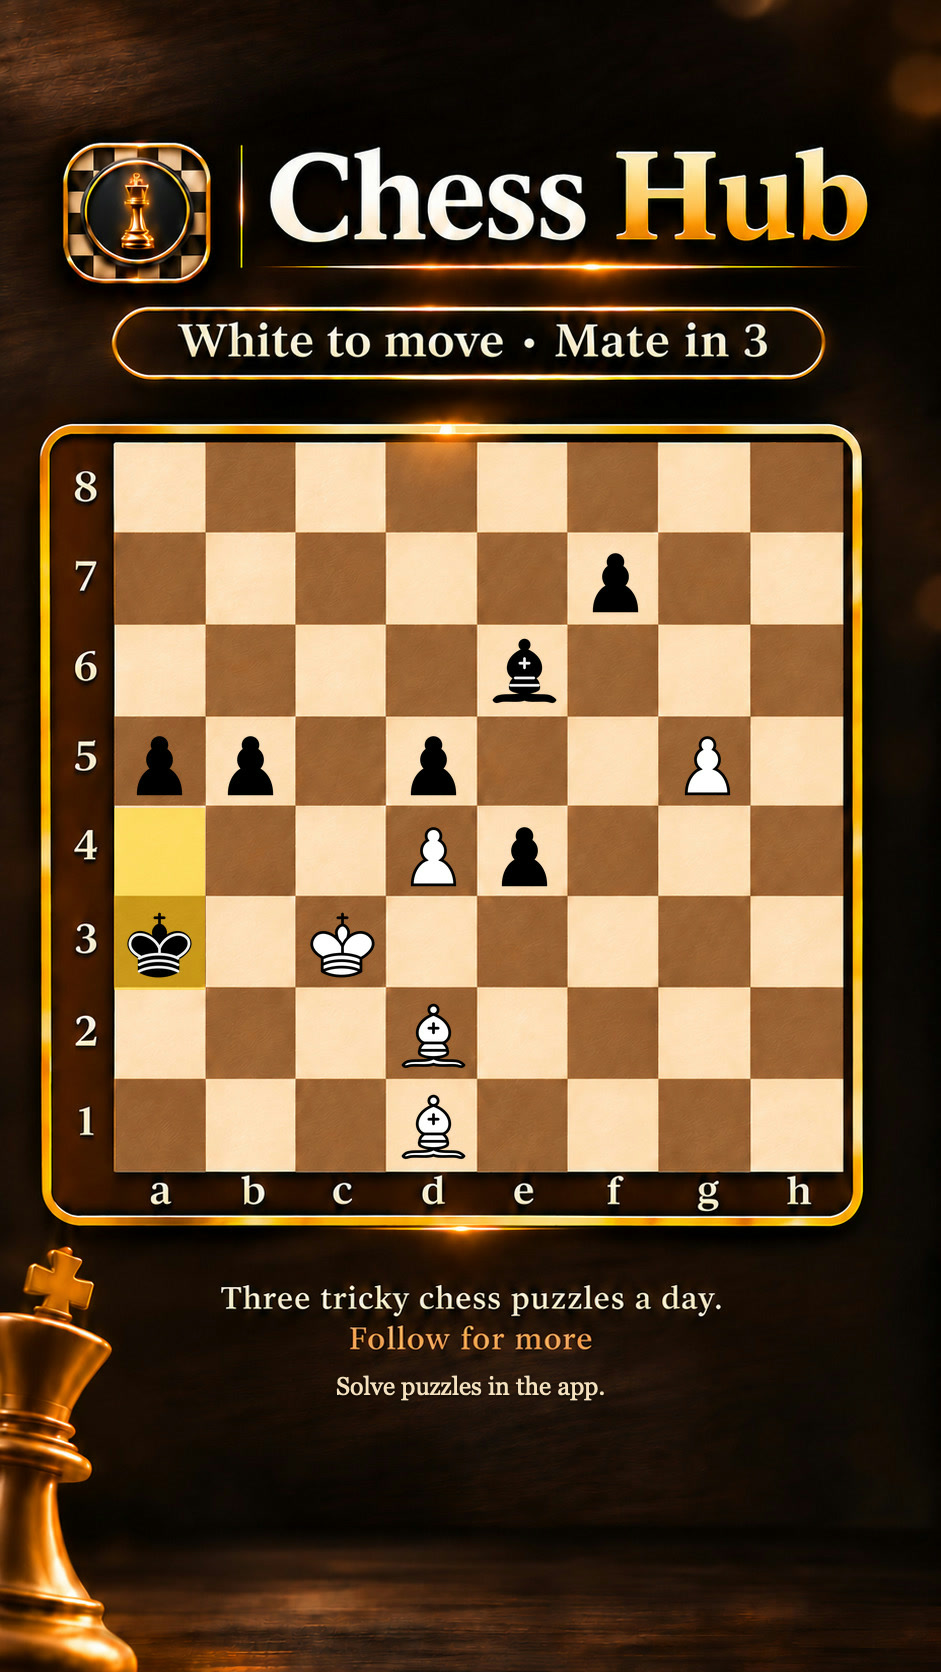 Chess Hub
White to move • Mate in 3
8
7
6
5
4
3
2
1
a b c d e f g h
Three tricky chess puzzles a day.
Follow for more
Solve puzzles in the app.